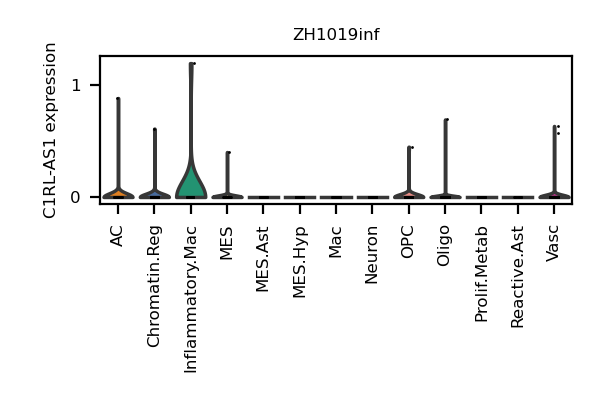 ZH1019inf
C1RL-AS1 expression
1
0
AC
Chromatin.Reg
Inflammatory.Mac
MES
MES.Ast
MES.Hyp
Mac
Neuron
OPC
Oligo
Prolif.Metab
Reactive.Ast
Vasc